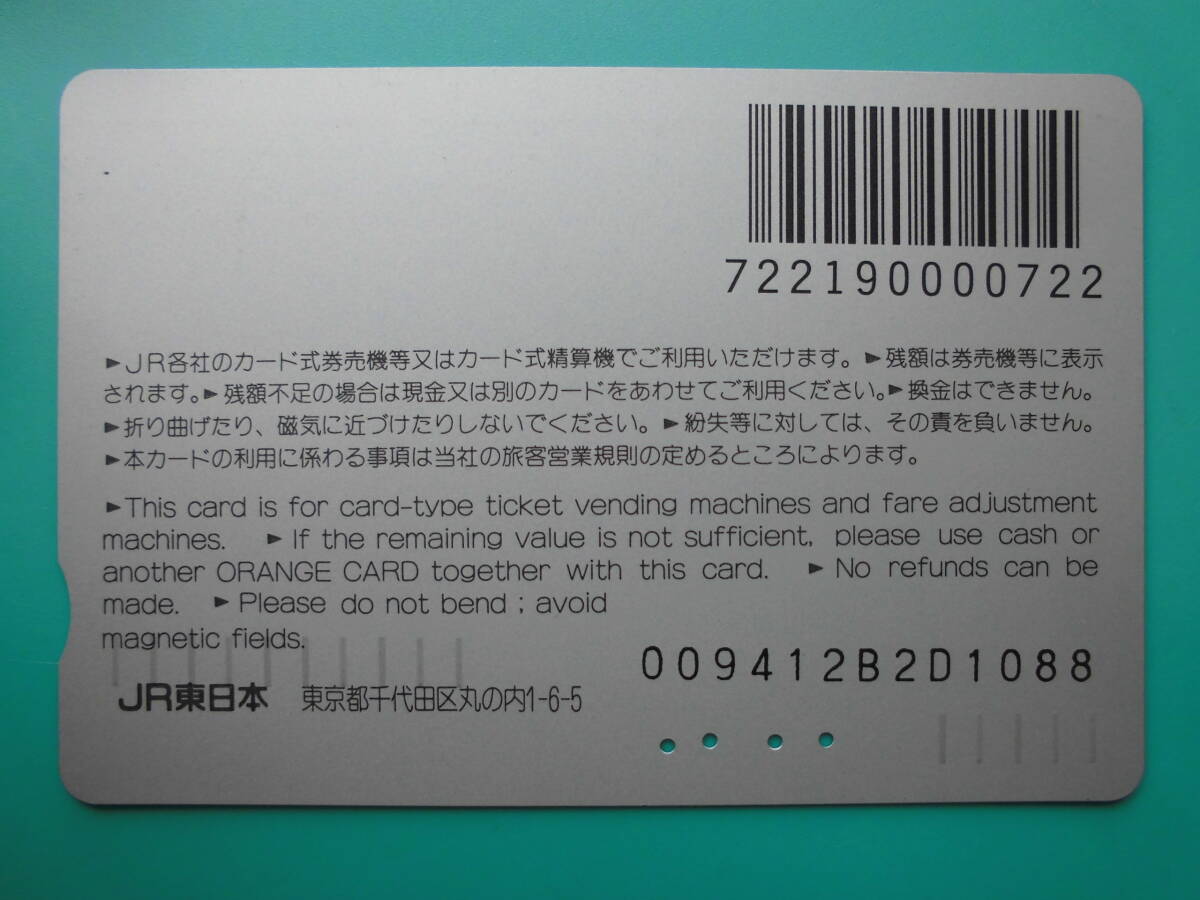 722190000722
►JR各社のカード式券売機等又はカード式精算機でご利用いただけます。►残額は券売機等に表示
されます。►残額不足の場合は現金又は別のカードをあわせてご利用ください。►換金はできません。
►折り曲げたり、磁気に近づけたりしないでください。►紛失等に対しては、その責を負いません。
►本カードの利用に係わる事項は当社の旅客営業規則の定めるところによります。
►This card is for card-type ticket vending machines and fare adjustment
machines. ►If the remaining value is not sufficient, please use cash or
another ORANGE CARD together with this card. ►No refunds can be
made. ►Please do not bend ; avoid
magnetic fields.
009412B2D1088
JR東日本 東京都千代田区丸の内1-6-5